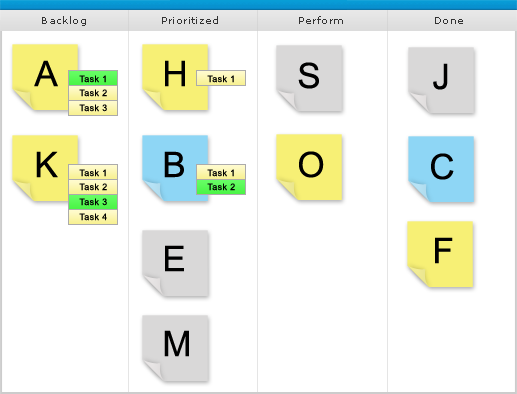 Backlog Prioritized Perform Done
A
Task 1
Task 2
Task 3
K
Task 1
Task 2
Task 3
Task 4
H
Task 1
B
Task 1
Task 2
E
M
S
O
J
C
F